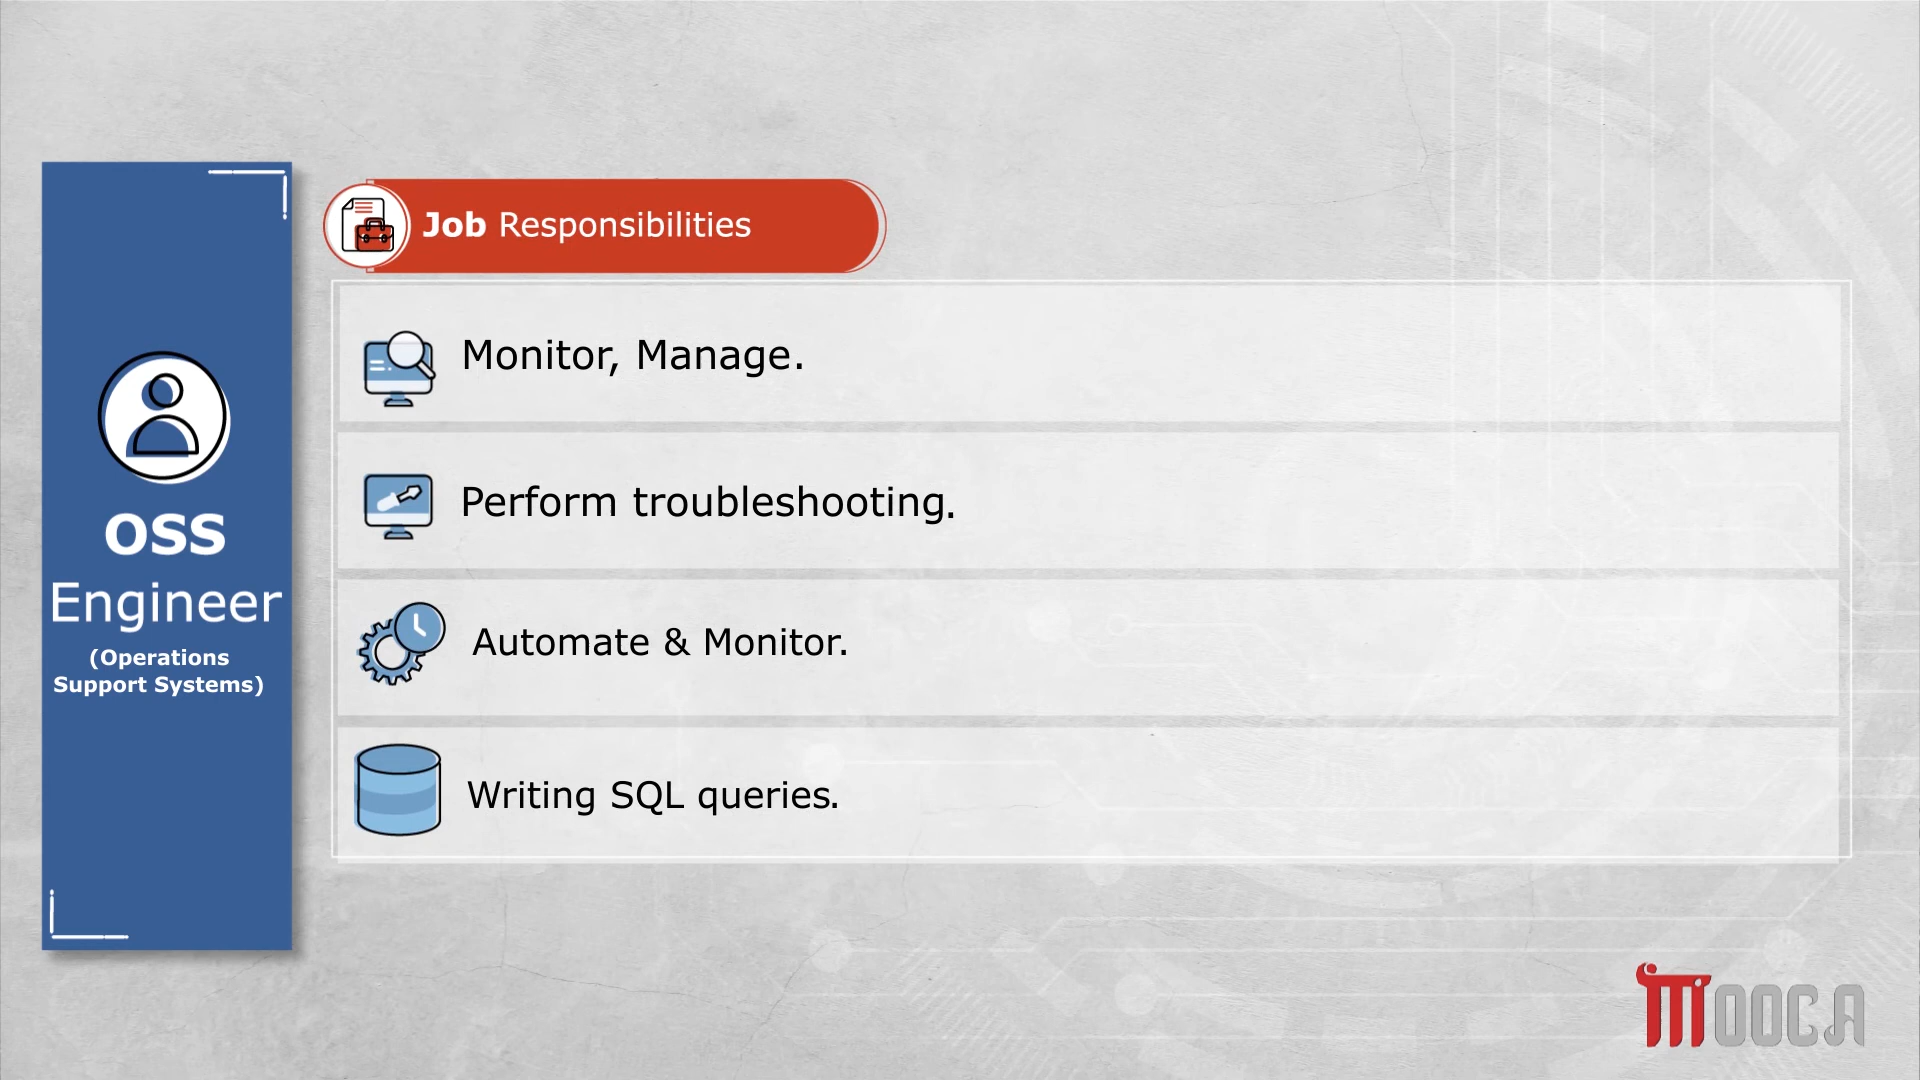 Job Responsibilities
Monitor, Manage.
Perform troubleshooting.
Automate & Monitor.
Writing SQL queries.
OSS
Engineer
(Operations
Support Systems)
MOOCA